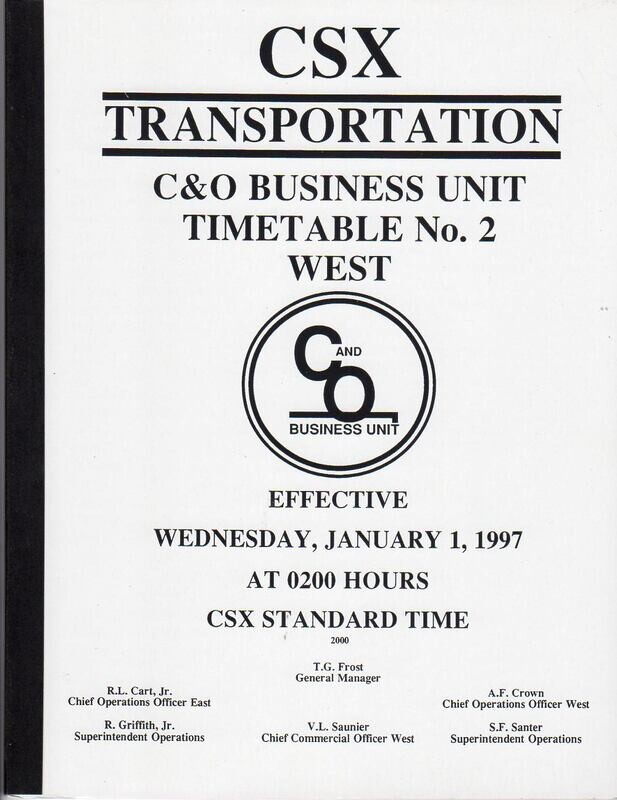 CSX
TRANSPORTATION
C&O BUSINESS UNIT
TIMETABLE No. 2
WEST
C AND O
BUSINESS UNIT
EFFECTIVE
WEDNESDAY, JANUARY 1, 1997
AT 0200 HOURS
CSX STANDARD TIME
2000
T.G. Frost
General Manager
R.L. Cart, Jr.
Chief Operations Officer East
A.F. Crown
Chief Operations Officer West
R. Griffith, Jr.
Superintendent Operations
V.L. Saunier
Chief Commercial Officer West
S.F. Santer
Superintendent Operations